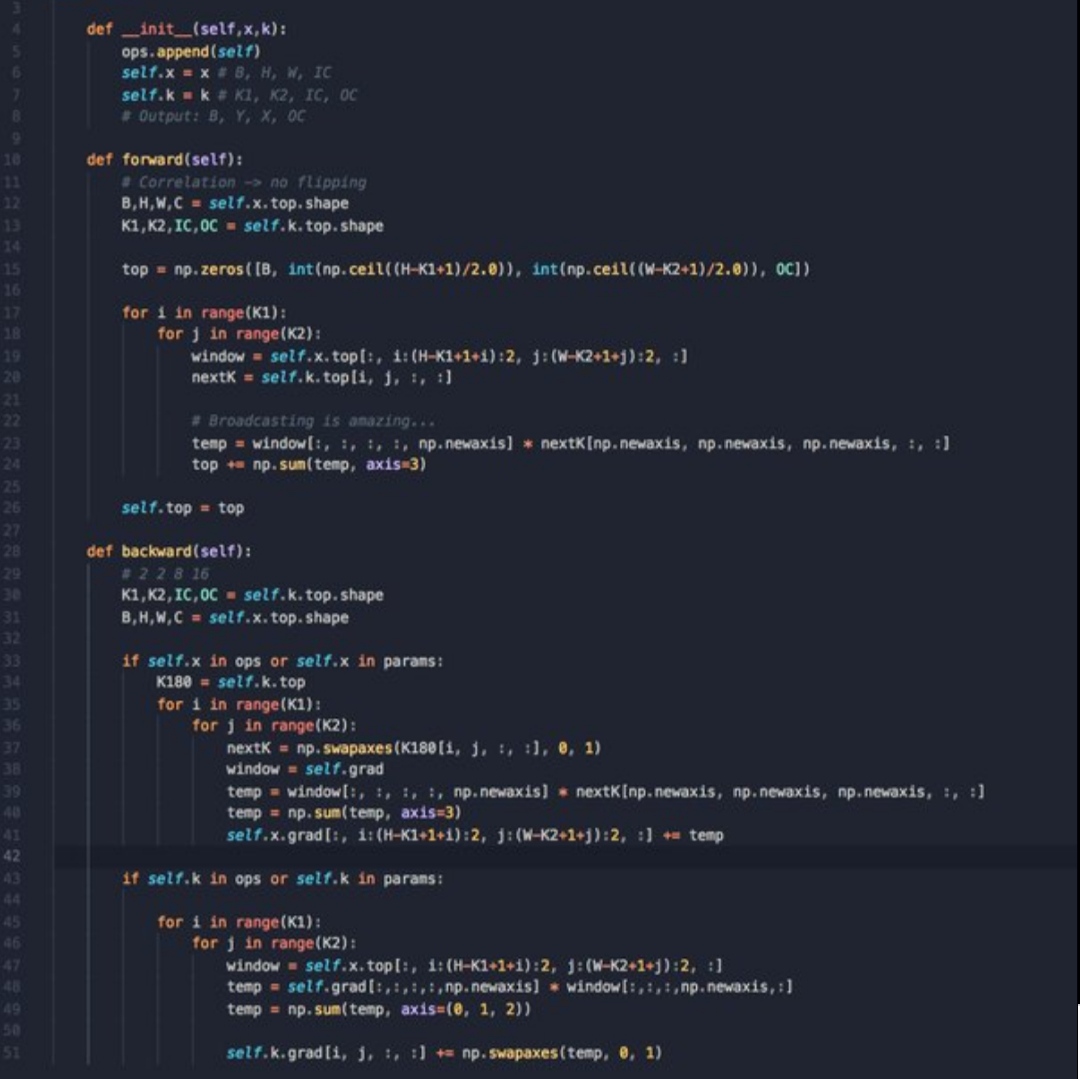 3
4 def __init__(self,x,k):
5 ops.append(self)
6 self.x = x # B, H, W, IC
7 self.k = k # K1, K2, IC, OC
8 # Output: B, Y, X, OC
9
10 def forward(self):
11 # Correlation -> no flipping
12 B,H,W,C = self.x.top.shape
13 K1,K2,IC,OC = self.k.top.shape
14
15 top = np.zeros([B, int(np.ceil((H-K1+1)/2.0)), int(np.ceil((W-K2+1)/2.0)), OC])
16
17 for i in range(K1):
18 for j in range(K2):
19 window = self.x.top[:, i:(H-K1+1+i):2, j:(W-K2+1+j):2, :]
20 nextK = self.k.top[i, j, :, :]
21
22 # Broadcasting is amazing...
23 temp = window[:, :, :, :, np.newaxis] * nextK[np.newaxis, np.newaxis, np.newaxis, :, :]
24 top += np.sum(temp, axis=3)
25
26 self.top = top
27
28 def backward(self):
29 # 2 2 8 16
30 K1,K2,IC,OC = self.k.top.shape
31 B,H,W,C = self.x.top.shape
32
33 if self.x in ops or self.x in params:
34 K180 = self.k.top
35 for i in range(K1):
36 for j in range(K2):
37 nextK = np.swapaxes(K180[i, j, :, :], 0, 1)
38 window = self.grad
39 temp = window[:, :, :, :, np.newaxis] * nextK[np.newaxis, np.newaxis, np.newaxis, :, :]
40 temp = np.sum(temp, axis=3)
41 self.x.grad[:, i:(H-K1+1+i):2, j:(W-K2+1+j):2, :] += temp
42
43 if self.k in ops or self.k in params:
44
45 for i in range(K1):
46 for j in range(K2):
47 window = self.x.top[:, i:(H-K1+1+i):2, j:(W-K2+1+j):2, :]
48 temp = self.grad[:,:,:,:,np.newaxis] * window[:,:,:,np.newaxis,:]
49 temp = np.sum(temp, axis=(0, 1, 2))
50
51 self.k.grad[i, j, :, :] += np.swapaxes(temp, 0, 1)